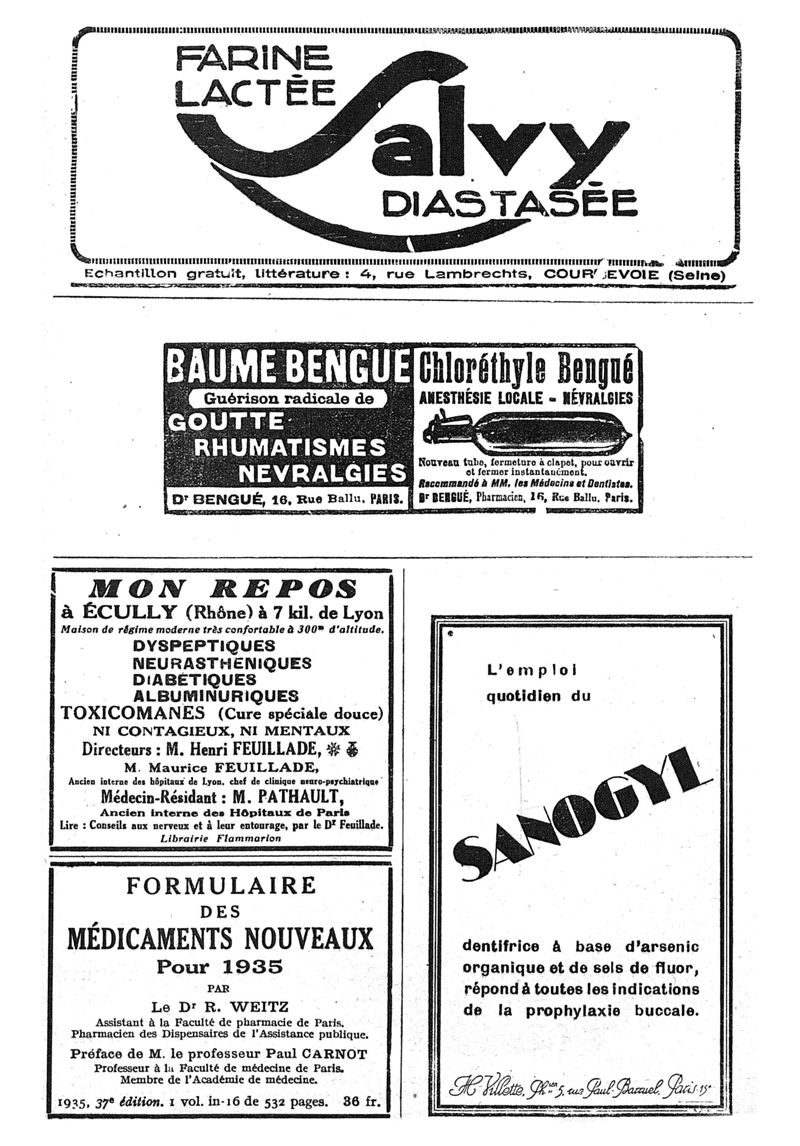 FARINE
LACTÉE
Salvy
DIASTASÉE
Echantillon gratuit, littérature : 4, rue Lambrechts, COURBEVOIE (Seine)
BAUME BENGUE
Guérison radicale de
GOUTTE
RHUMATISMES
NEVRALGIES
Dr BENGUÉ, 16, Rue Ballu, PARIS.
Chloréthyle Bengué
ANESTHÉSIE LOCALE - NÉVRALGIES
Nouveau tube, fermeture à clapet, pour ouvrir
et fermer instantanément.
Recommandé à MM. les Médecins et Dentistes.
Dr BENGUÉ, Pharmacien, 16, Rue Ballu, Paris.
MON REPOS
à ÉCULLY (Rhône) à 7 kil. de Lyon
Maison de régime moderne très confortable à 300m d'altitude.
DYSPEPTIQUES
NEURASTHÉNIQUES
DIABÉTIQUES
ALBUMINURIQUES
TOXICOMANES (Cure spéciale douce)
NI CONTAGIEUX, NI MENTAUX
Directeurs : M. Henri FEUILLADE,
M. Maurice FEUILLADE,
Ancien interne des hôpitaux de Lyon, chef de clinique neuro-psychiatrique
Médecin-Résidant : M. PATHAULT,
Ancien interne des Hôpitaux de Paris
Lire : Conseils aux nerveux et à leur entourage, par le Dr Feuillade.
Librairie Flammarion
FORMULAIRE
DES
MÉDICAMENTS NOUVEAUX
Pour 1935
PAR
Le Dr R. WEITZ
Assistant à la Faculté de pharmacie de Paris.
Pharmacien des Dispensaires de l'Assistance publique.
Préface de M. le professeur Paul CARNOT
Professeur à la Faculté de médecine de Paris.
Membre de l'Académie de médecine.
1935, 37e édition. 1 vol. in-16 de 532 pages. 36 fr.
L'emploi
quotidien du
SANOGYL
dentifrice à base d'arsenic
organique et de sels de fluor,
répond à toutes les indications
de la prophylaxie buccale.
H. Villette, Phien 5, rue Paul-Barruel, Paris-15e